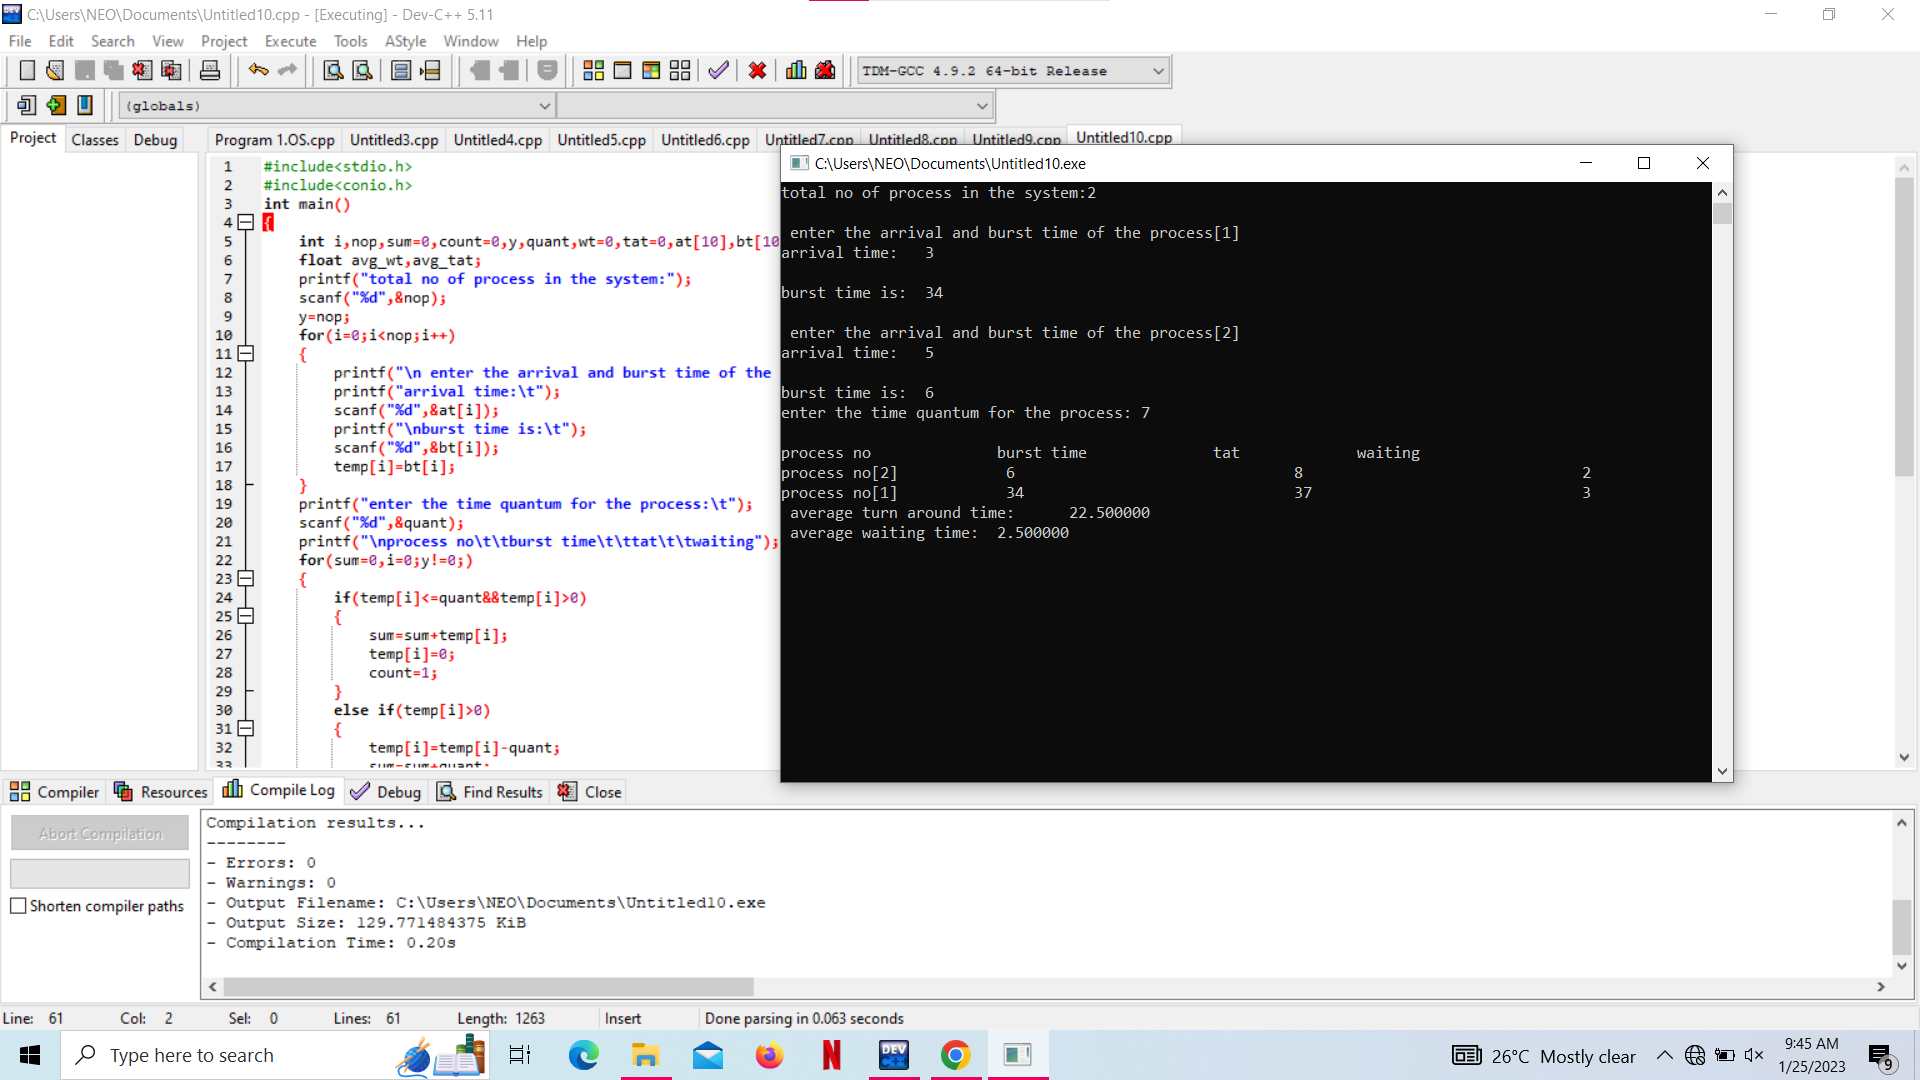 C:\Users\NEO\Documents\Untitled10.cpp - [Executing] - Dev-C++ 5.11
File Edit Search View Project Execute Tools AStyle Window Help
TDM-GCC 4.9.2 64-bit Release
(globals)
Project Classes Debug
Program 1.OS.cpp Untitled3.cpp Untitled4.cpp Untitled5.cpp Untitled6.cpp Untitled7.cpp Untitled8.cpp Untitled9.cpp Untitled10.cpp
1 #include<stdio.h>
2 #include<conio.h>
3 int main()
4 {
5 int i,nop,sum=0,count=0,y,quant,wt=0,tat=0,at[10],bt[10
6 float avg_wt,avg_tat;
7 printf("total no of process in the system:");
8 scanf("%d",&nop);
9 y=nop;
10 for(i=0;i<nop;i++)
11 {
12 printf("\n enter the arrival and burst time of the
13 printf("arrival time:\t");
14 scanf("%d",&at[i]);
15 printf("\nburst time is:\t");
16 scanf("%d",&bt[i]);
17 temp[i]=bt[i];
18 }
19 printf("enter the time quantum for the process:\t");
20 scanf("%d",&quant);
21 printf("\nprocess no\t\tburst time\t\ttat\t\twaiting");
22 for(sum=0,i=0;y!=0;)
23 {
24 if(temp[i]<=quant&&temp[i]>0)
25 {
26 sum=sum+temp[i];
27 temp[i]=0;
28 count=1;
29 }
30 else if(temp[i]>0)
31 {
32 temp[i]=temp[i]-quant;
33 sum=sum+quant;
C:\Users\NEO\Documents\Untitled10.exe
total no of process in the system:2
enter the arrival and burst time of the process[1]
arrival time: 3
burst time is: 34
enter the arrival and burst time of the process[2]
arrival time: 5
burst time is: 6
enter the time quantum for the process: 7
process no burst time tat waiting
process no[2] 6 8 2
process no[1] 34 37 3
average turn around time: 22.500000
average waiting time: 2.500000
Compiler Resources Compile Log Debug Find Results Close
Abort Compilation
Shorten compiler paths
Compilation results...
--------
- Errors: 0
- Warnings: 0
- Output Filename: C:\Users\NEO\Documents\Untitled10.exe
- Output Size: 129.771484375 KiB
- Compilation Time: 0.20s
Line: 61 Col: 2 Sel: 0 Lines: 61 Length: 1263 Insert Done parsing in 0.063 seconds
Type here to search
DEV C++
26°C Mostly clear
9:45 AM
1/25/2023
9